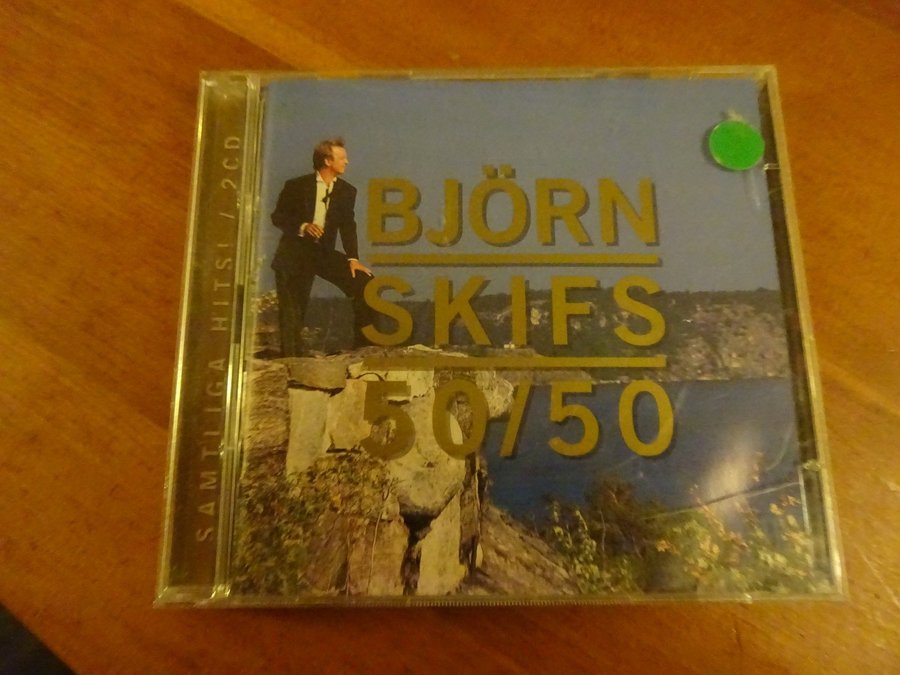 SAMTLIGA HITS! / 2CD
BJÖRN
SKIFS
50/50